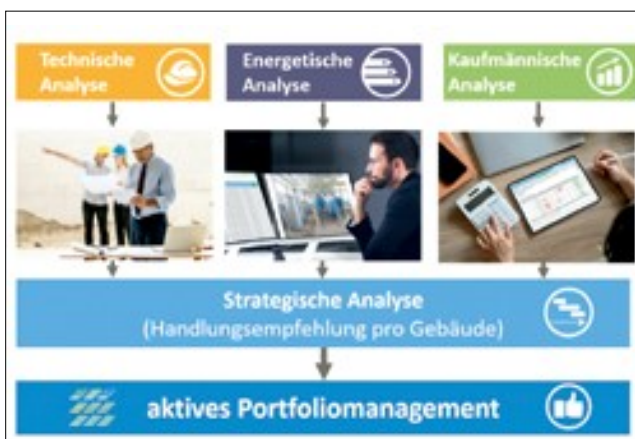 Technische
Analyse
Energetische
Analyse
Kaufmännische
Analyse
Strategische Analyse
(Handlungsempfehlung pro Gebäude)
aktives Portfoliomanagement